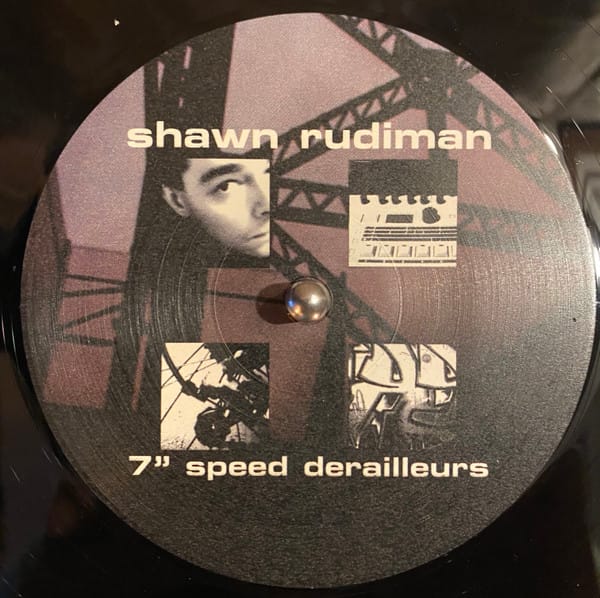 shawn rudiman
7” speed derailleurs